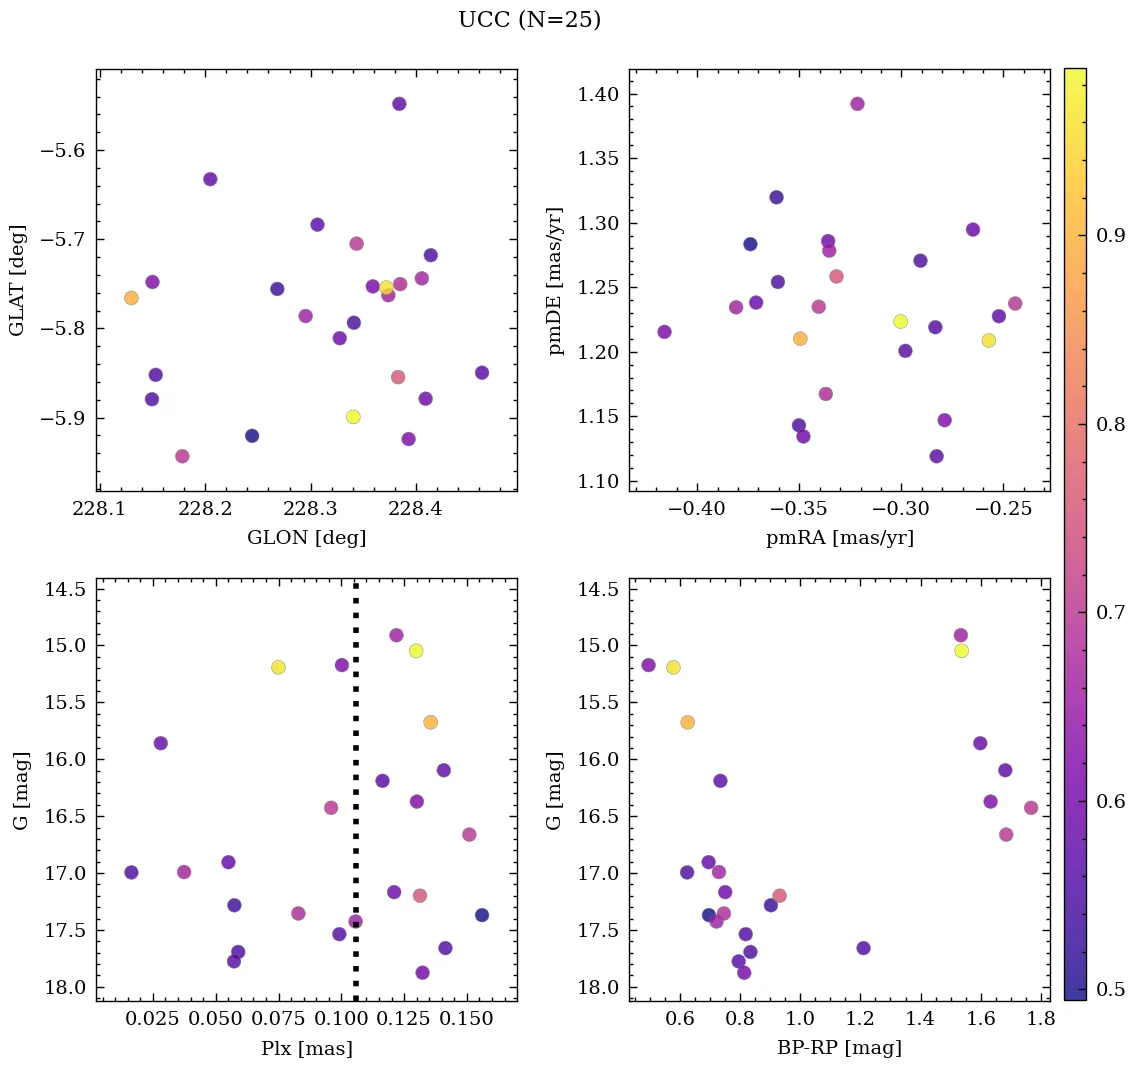 UCC (N=25)
−5.6
−5.7
−5.8
−5.9
GLAT [deg]
228.1 228.2 228.3 228.4
GLON [deg]
1.40
1.35
1.30
1.25
1.20
1.15
1.10
pmDE [mas/yr]
−0.40 −0.35 −0.30 −0.25
pmRA [mas/yr]
14.5
15.0
15.5
16.0
16.5
17.0
17.5
18.0
G [mag]
0.025 0.050 0.075 0.100 0.125 0.150
Plx [mas]
14.5
15.0
15.5
16.0
16.5
17.0
17.5
18.0
G [mag]
0.6 0.8 1.0 1.2 1.4 1.6 1.8
BP-RP [mag]
0.9
0.8
0.7
0.6
0.5